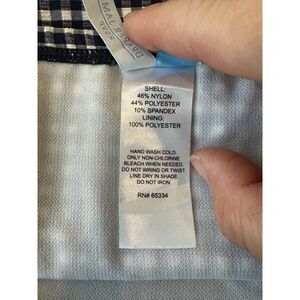 SHELL:
46% NYLON
44% POLYESTER
10% SPANDEX
LINING:
100% POLYESTER
HAND WASH COLD.
ONLY NON-CHLORINE
BLEACH WHEN NEEDED.
DO NOT WRING OR TWIST.
LINE DRY IN SHADE
DO NOT IRON.
RN# 65334